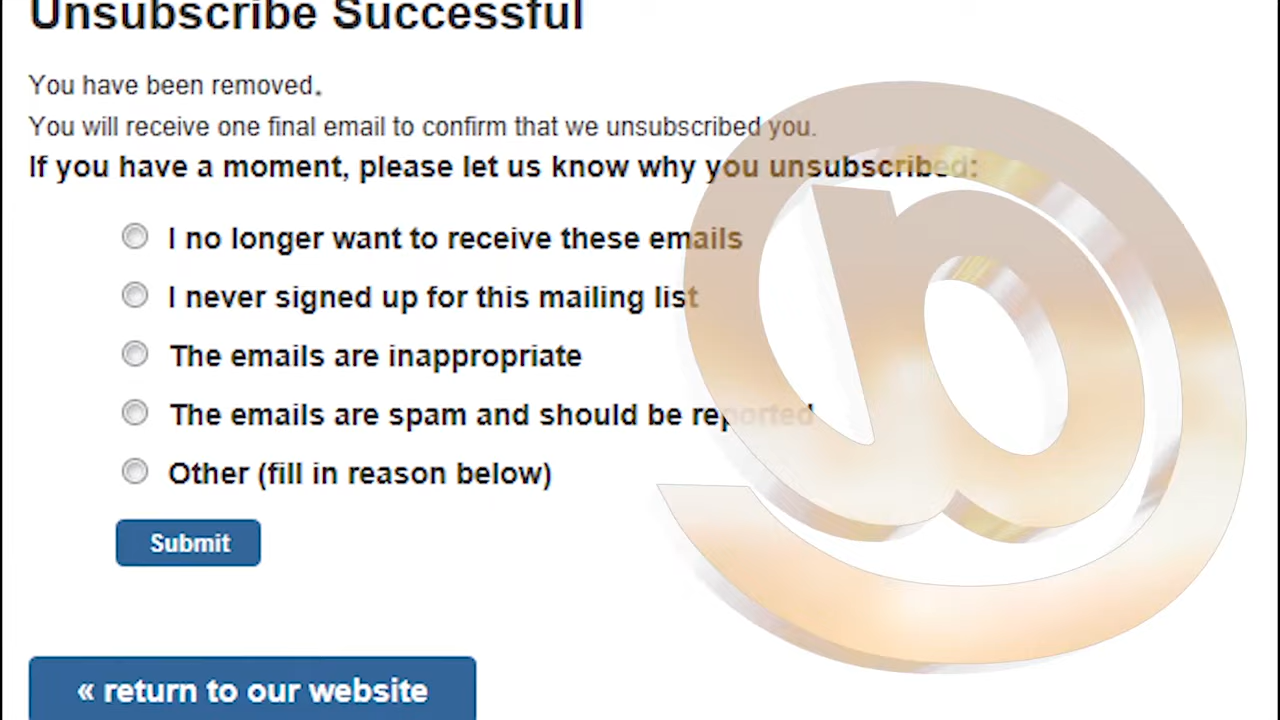 Unsubscribe Successful
You have been removed.
You will receive one final email to confirm that we unsubscribed you.
If you have a moment, please let us know why you unsubscribed:
I no longer want to receive these emails
I never signed up for this mailing list
The emails are inappropriate
The emails are spam and should be reported
Other (fill in reason below)
Submit
« return to our website